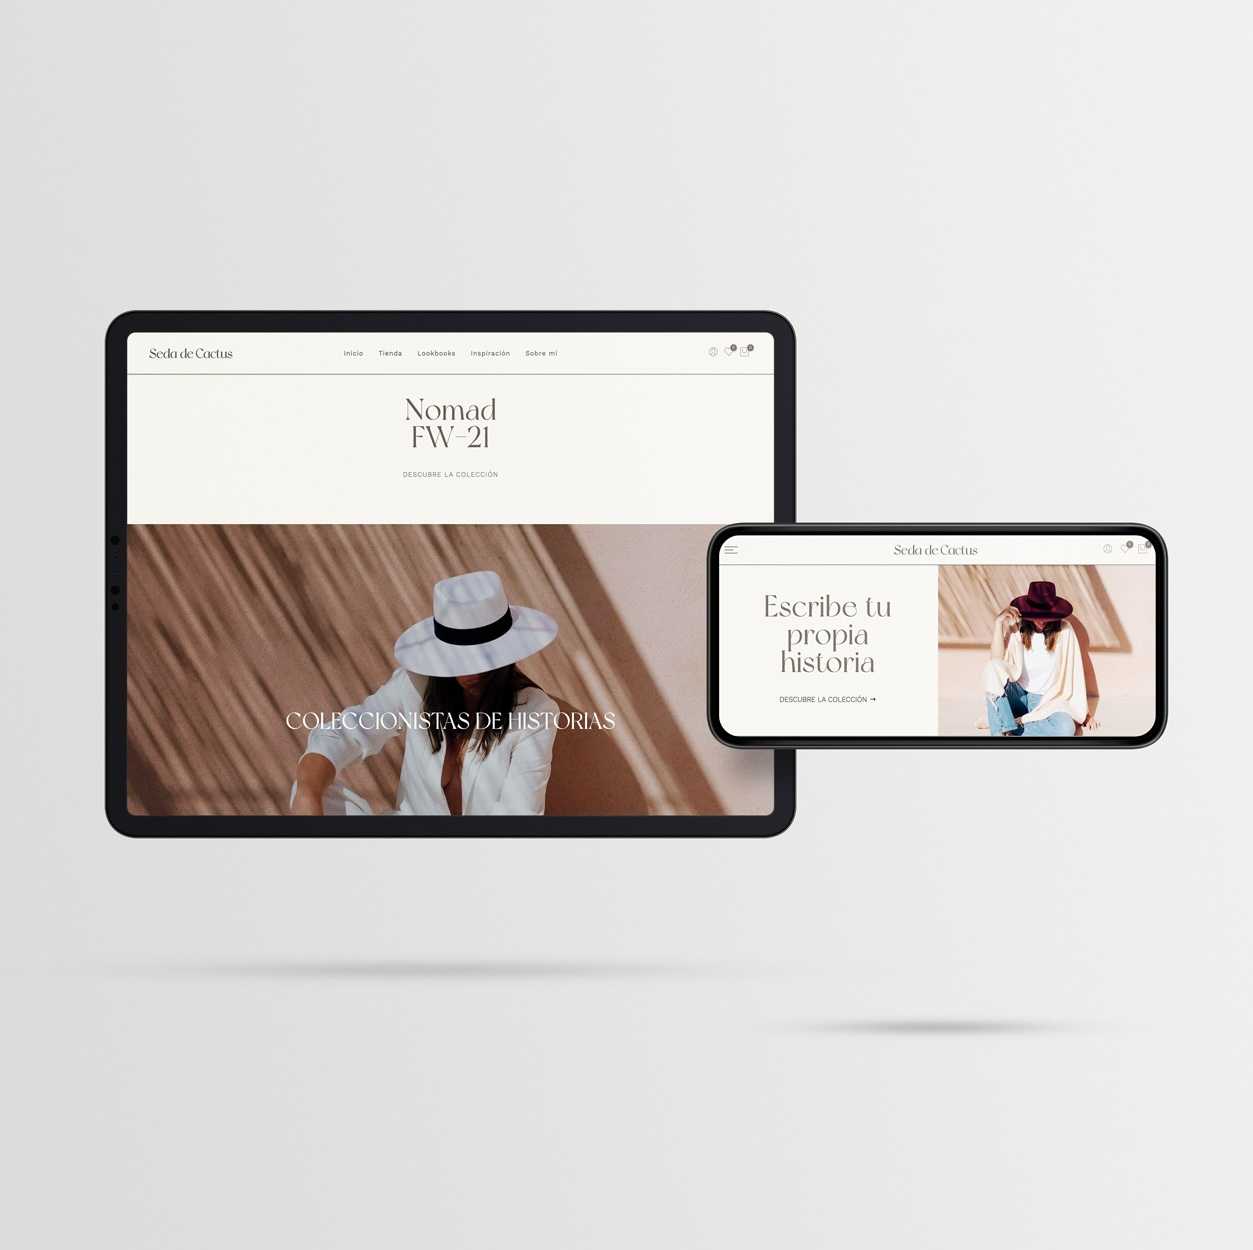 Seda de Cactus
Inicio Tienda Lookbooks Inspiración Sobre mí
Nomad
FW-21
DESCUBRE LA COLECCIÓN
COLECCIONISTAS DE HISTORIAS
Seda de Cactus
Escribe tu
propia
historia
DESCUBRE LA COLECCIÓN →